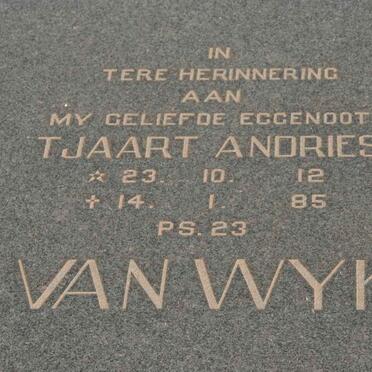 IN
TERE HERINNERING
AAN
MY GELIEFDE EGGENOOT
TJAART ANDRIES
☆ 23. 10. 12
✝ 14. 1. 85
PS. 23
VAN WYK